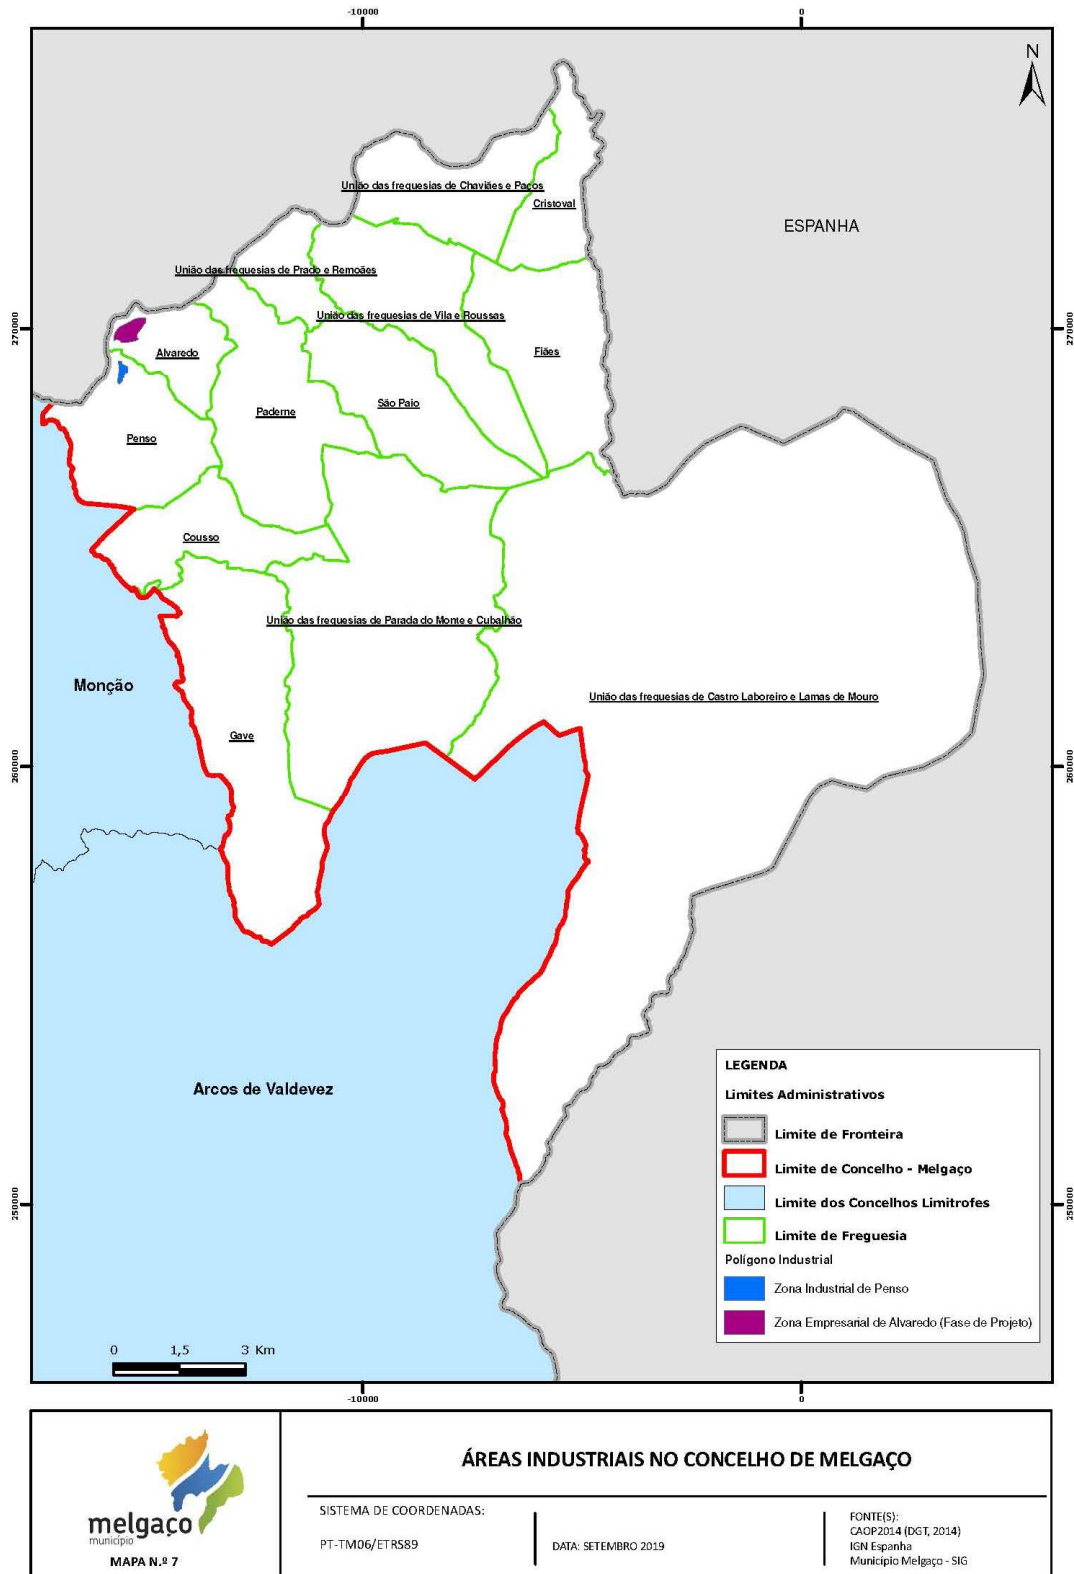 -10000
0
N
União das freguesias de Chaviães e Paços
Cristoval
ESPANHA
União das freguesias de Prado e Remoães
União das freguesias de Vila e Roussas
270000
270000
Alvaredo
Fiães
São Paio
Paderne
Penso
Cousso
União das freguesias de Parada do Monte e Cubalhão
Monção
União das freguesias de Castro Laboreiro e Lamas de Mouro
Gave
260000
260000
Arcos de Valdevez
250000
250000
LEGENDA
Limites Administrativos
Limite de Fronteira
Limite de Concelho - Melgaço
Limite dos Concelhos Limitrofes
Limite de Freguesia
Polígono Industrial
Zona Industrial de Penso
Zona Empresarial de Alvaredo (Fase de Projeto)
0 1,5 3 Km
-10000
0
melgaço
município
MAPA N.º 7
ÁREAS INDUSTRIAIS NO CONCELHO DE MELGAÇO
SISTEMA DE COORDENADAS:
PT-TM06/ETRS89
DATA: SETEMBRO 2019
FONTE(S):
CAOP2014 (DGT, 2014)
IGN Espanha
Município Melgaço - SIG